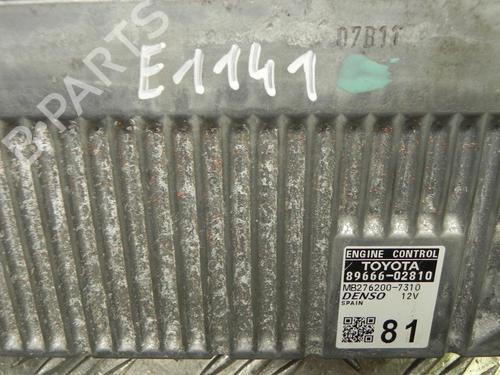 07B11
E1141
B-PARTS
ENGINE CONTROL
TOYOTA
89666-02810
MB276200-7310
DENSO 12V
SPAIN
81